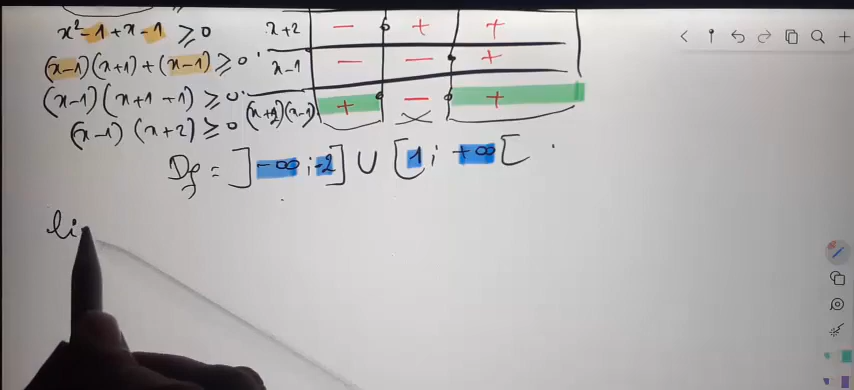 x² - 1 + x - 1 ≥ 0
(x-1)(x+1) + (x-1) ≥ 0
(x-1)(x+1+1) ≥ 0
(x-1)(x+2) ≥ 0
x+2 - + +
x-1 - - +
(x+2)(x-1) + - +
Df = ]-∞ ; -2] ∪ [1 ; +∞[
li